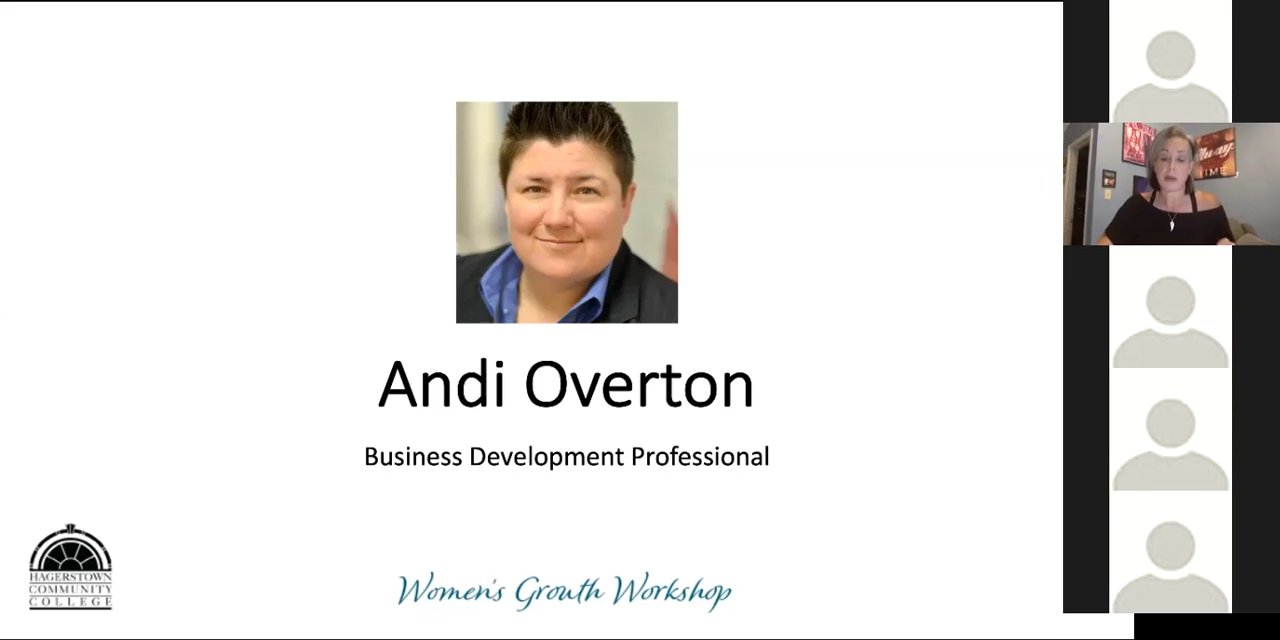 Andi Overton
Business Development Professional
HAGERSTOWN
COMMUNITY
COLLEGE
Women's Growth Workshop